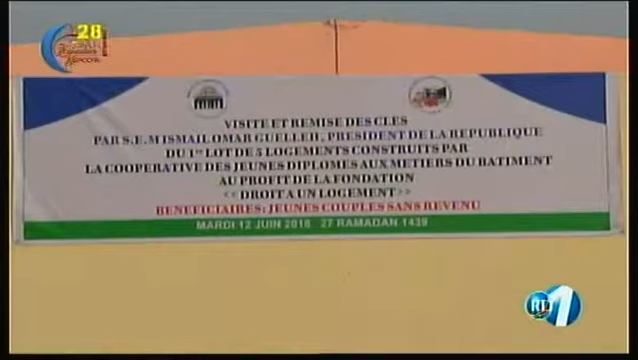 28
VISITE ET REMISE DES CLES
PAR S.E.M ISMAIL OMAR GUELLEH, PRESIDENT DE LA REPUBLIQUE
DU 1er LOT DE 5 LOGEMENTS CONSTRUITS PAR
LA COOPERATIVE DES JEUNES DIPLOMES AUX METIERS DU BATIMENT
AU PROFIT DE LA FONDATION
<< DROIT A UN LOGEMENT >>
BENEFICIAIRES : JEUNES COUPLES SANS REVENU
MARDI 12 JUIN 2018 27 RAMADAN 1439
RTD 1